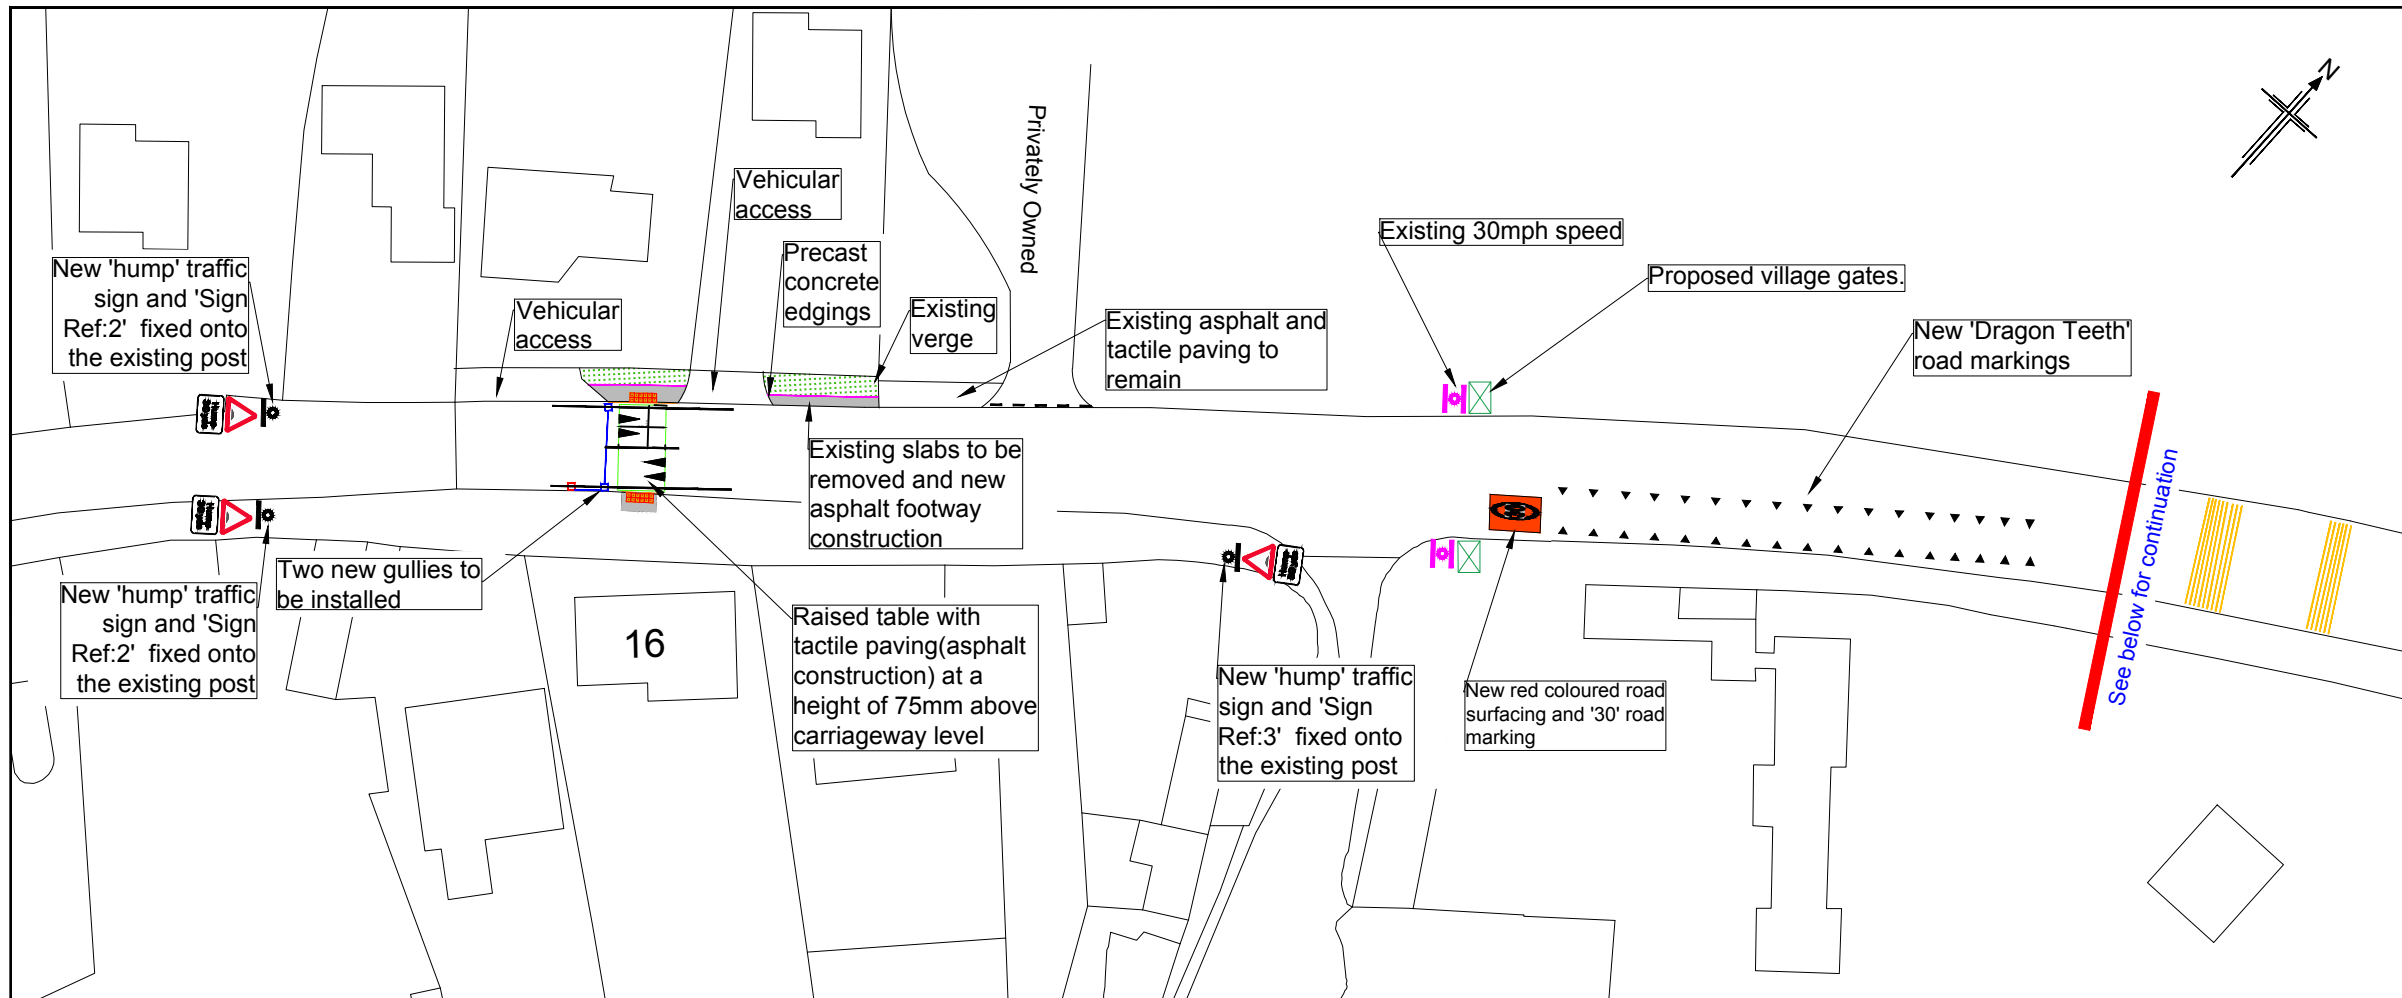 N
Privately Owned
Vehicular
access
Existing 30mph speed
Precast
concrete
edgings
New 'hump' traffic
sign and 'Sign
Ref:2' fixed onto
the existing post
Proposed village gates.
Vehicular
access
Existing
verge
Existing asphalt and
tactile paving to
remain
New 'Dragon Teeth'
road markings
Existing slabs to be
removed and new
asphalt footway
construction
See below for continuation
New 'hump' traffic
sign and 'Sign
Ref:2' fixed onto
the existing post
Two new gullies to
be installed
16
Raised table with
tactile paving(asphalt
construction) at a
height of 75mm above
carriageway level
New 'hump' traffic
sign and 'Sign
Ref:3' fixed onto
the existing post
New red coloured road
surfacing and '30' road
marking